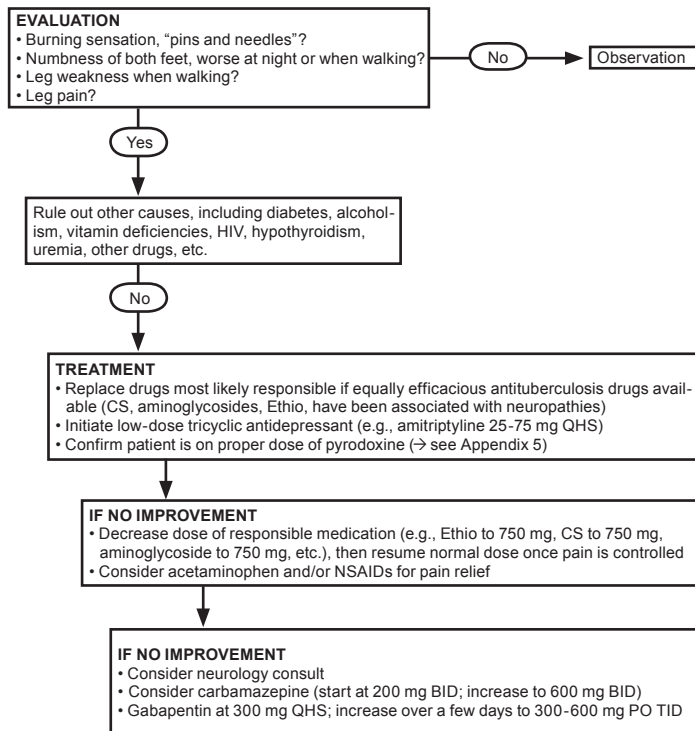 EVALUATION
• Burning sensation, “pins and needles”?
• Numbness of both feet, worse at night or when walking?
• Leg weakness when walking?
• Leg pain?
No
Observation
Yes
Rule out other causes, including diabetes, alcohol-
ism, vitamin deficiencies, HIV, hypothyroidism,
uremia, other drugs, etc.
No
TREATMENT
• Replace drugs most likely responsible if equally efficacious antituberculosis drugs avail-
able (CS, aminoglycosides, Ethio, have been associated with neuropathies)
• Initiate low-dose tricyclic antidepressant (e.g., amitriptyline 25-75 mg QHS)
• Confirm patient is on proper dose of pyrodoxine (→ see Appendix 5)
IF NO IMPROVEMENT
• Decrease dose of responsible medication (e.g., Ethio to 750 mg, CS to 750 mg,
aminoglycoside to 750 mg, etc.), then resume normal dose once pain is controlled
• Consider acetaminophen and/or NSAIDs for pain relief
IF NO IMPROVEMENT
• Consider neurology consult
• Consider carbamazepine (start at 200 mg BID; increase to 600 mg BID)
• Gabapentin at 300 mg QHS; increase over a few days to 300-600 mg PO TID